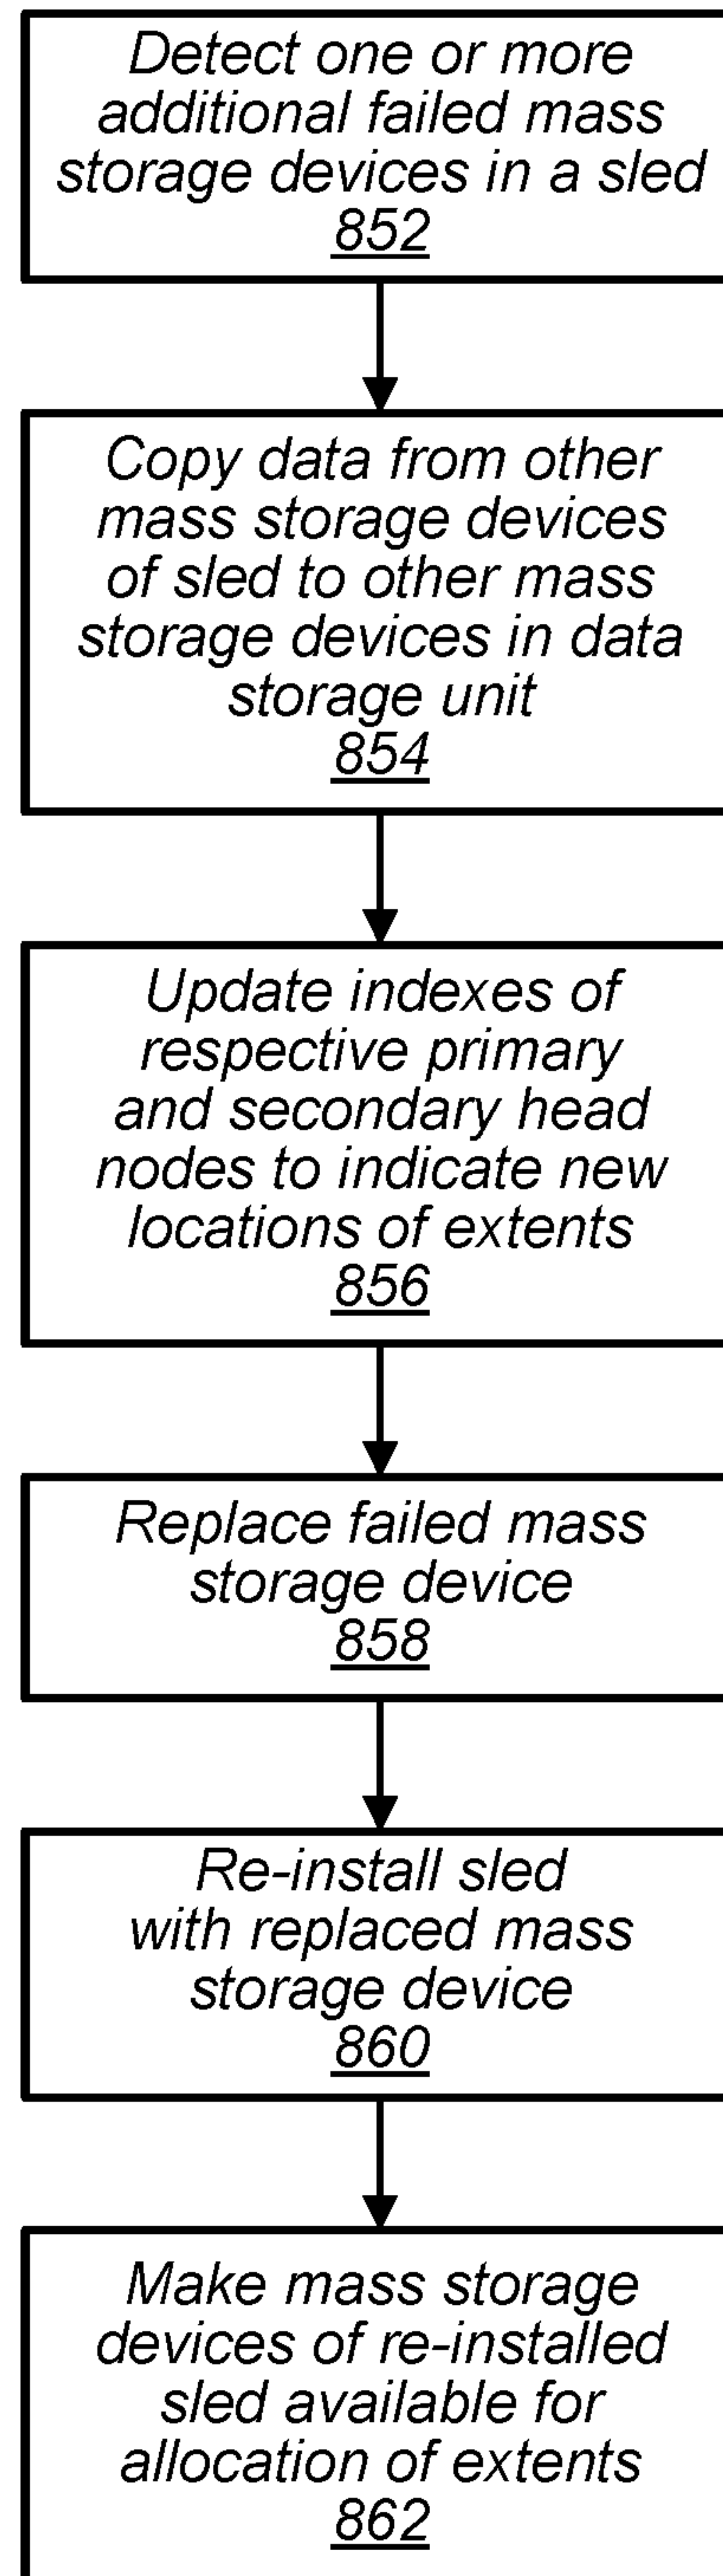 Detect one or more
additional failed mass
storage devices in a sled
852
Copy data from other
mass storage devices
of sled to other mass
storage devices in data
storage unit
854
Update indexes of
respective primary
and secondary head
nodes to indicate new
locations of extents
856
Replace failed mass
storage device
858
Re-install sled
with replaced mass
storage device
860
Make mass storage
devices of re-installed
sled available for
allocation of extents
862